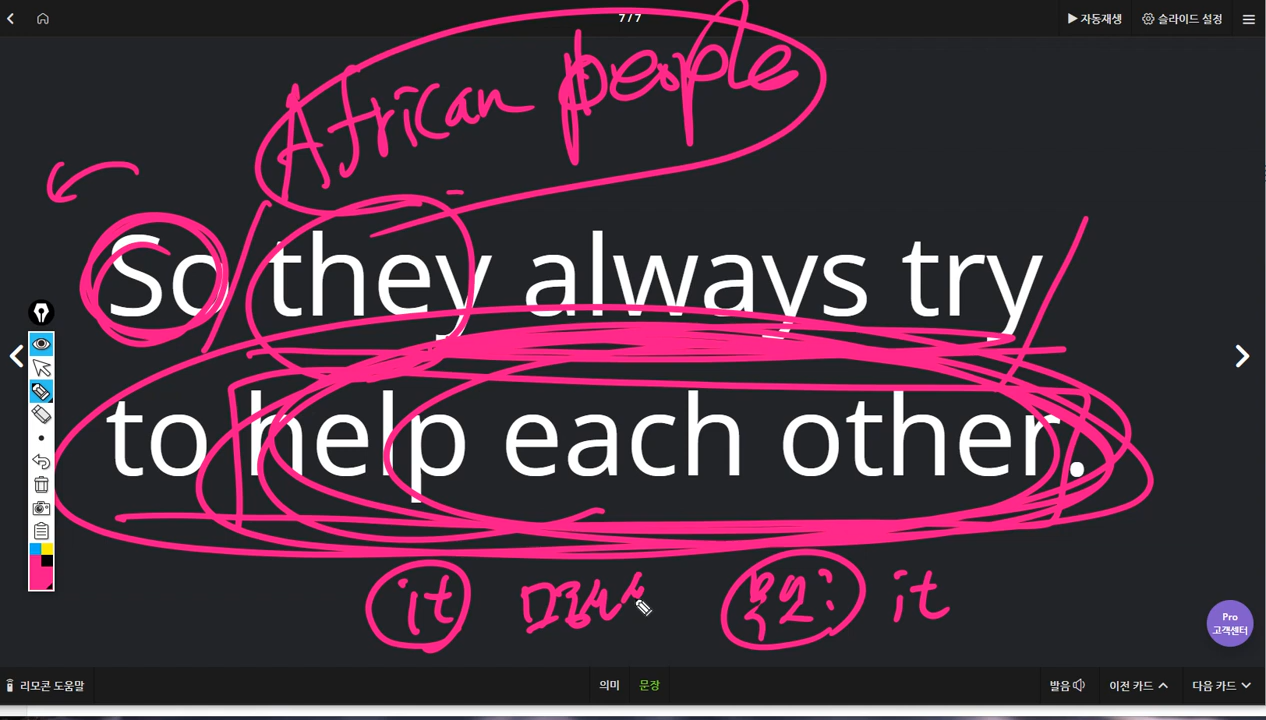 7 / 7
▶ 자동재생
슬라이드 설정
African people
So they always try
to help each other.
it
it
Pro
고객센터
리모콘 도움말
의미
문장
발음
이전 카드
다음 카드